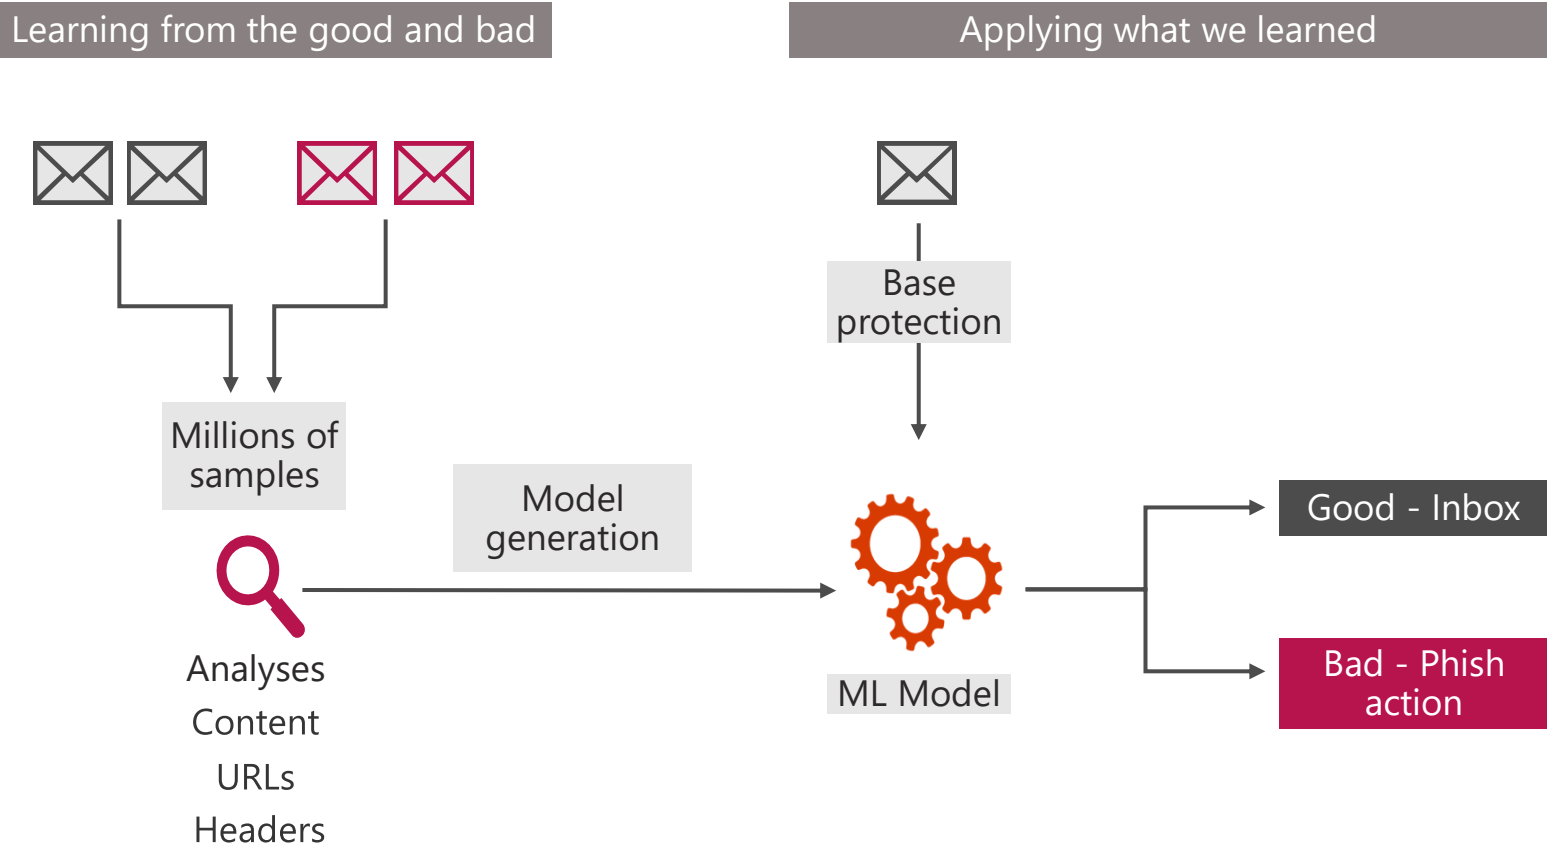 Learning from the good and bad
Applying what we learned
Base
protection
Millions of
samples
Model
generation
Good - Inbox
Bad - Phish
action
ML Model
Analyses
Content
URLs
Headers